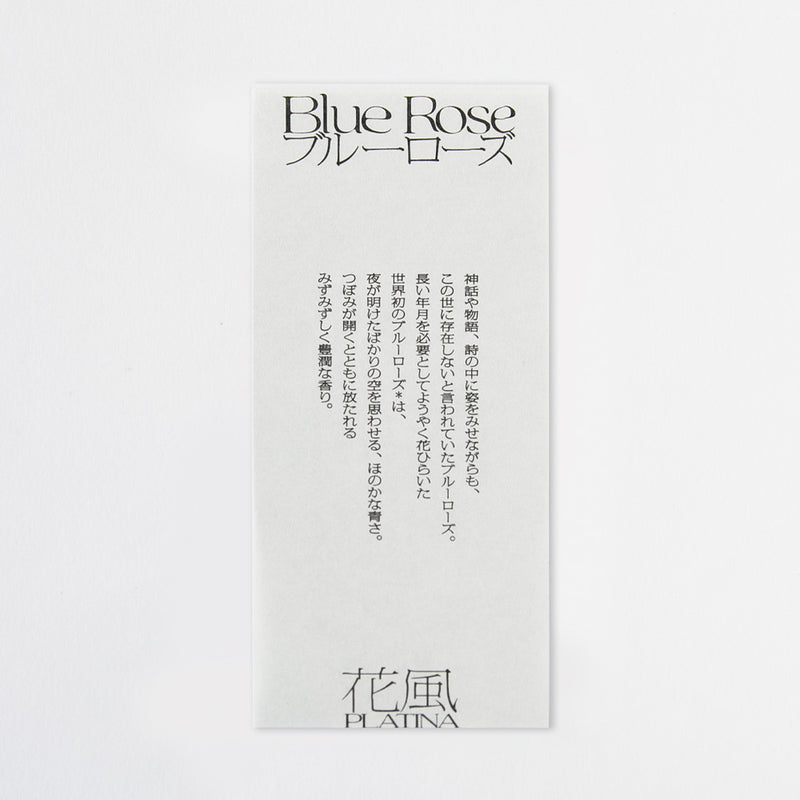 Blue Rose
ブルーローズ
神話や物語、詩の中に姿をみせながらも、
この世に存在しないと言われていたブルーローズ。
長い年月を必要としてようやく花ひらいた
世界初のブルーローズ*は、
夜が明けたばかりの空を思わせる、ほのかな青さ。
つぼみが開くとともに放たれる
みずみずしく豊潤な香り。
花風
PLATINA